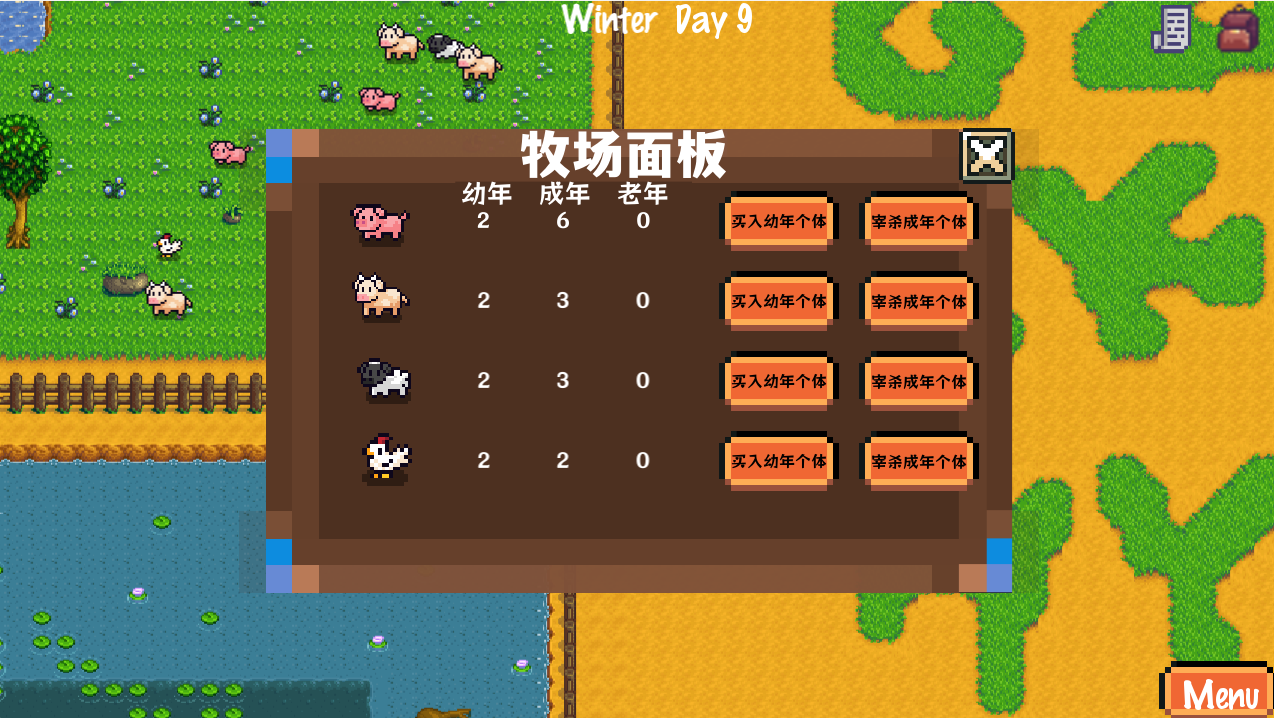 Winter Day 9
牧场面板
幼年 成年 老年
2 6 0 买入幼年个体 宰杀成年个体
2 3 0 买入幼年个体 宰杀成年个体
2 3 0 买入幼年个体 宰杀成年个体
2 2 0 买入幼年个体 宰杀成年个体
Menu